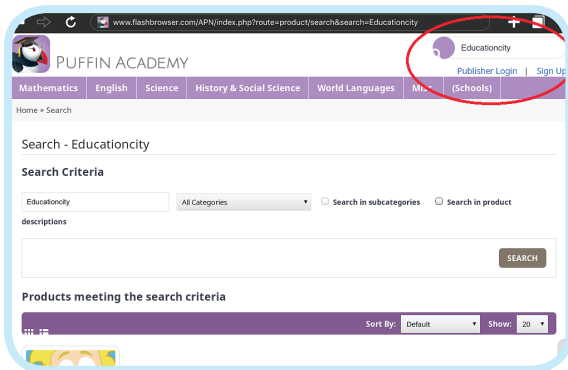 www.flashbrowser.com/APN/index.php?route=product/search&search=Educationcity
Educationcity
PUFFIN ACADEMY
Publisher Login | Sign Up
Mathematics English Science History & Social Science World Languages Misc (Schools)
Home » Search
Search - Educationcity
Search Criteria
Educationcity All Categories Search in subcategories Search in product
descriptions
SEARCH
Products meeting the search criteria
Sort By: Default Show: 20